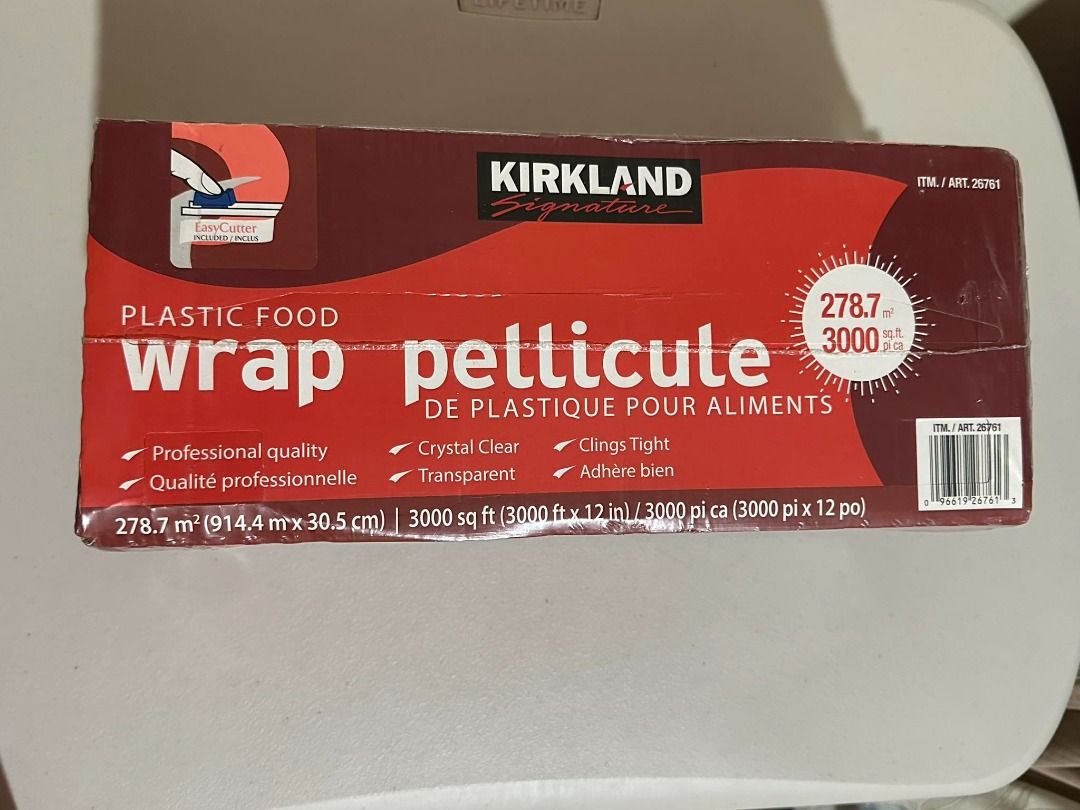 LIFETIME
KIRKLAND
Signature
ITM. / ART. 26761
EasyCutter
INCLUDED / INCLUS
278.7 m²
3000 sq.ft.
pi ca
PLASTIC FOOD
wrap pellicule
DE PLASTIQUE POUR ALIMENTS
Professional quality
Qualité professionnelle
Crystal Clear
Transparent
Clings Tight
Adhère bien
ITM. / ART. 26761
0 96619 26761 3
278.7 m² (914.4 m x 30.5 cm) | 3000 sq ft (3000 ft x 12 in) / 3000 pi ca (3000 pi x 12 po)